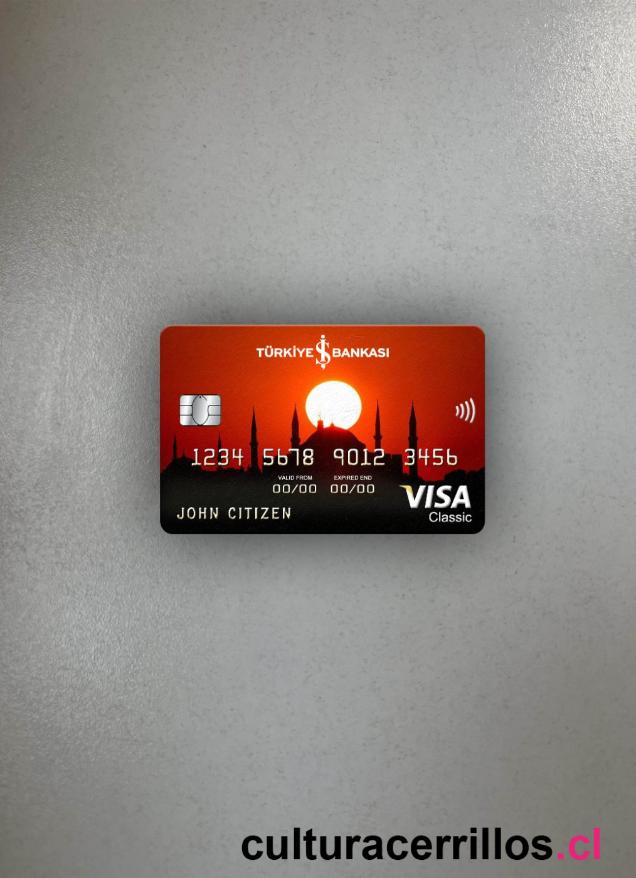 TÜRKİYE İŞ BANKASI
1234 5678 9012 3456
VALID FROM EXPIRED END
00/00 00/00
VISA
Classic
JOHN CITIZEN
culturacerrillos.cl